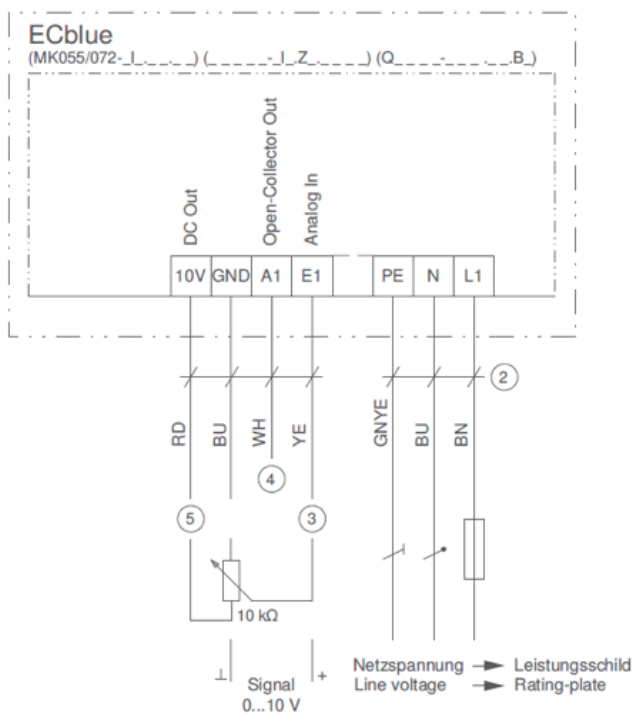 ECblue
(MK055/072-_I_._ _._ _) (_ _ _ _ _-_I_.Z_._ _ _ _) (Q_ _ _ _-_ _ _ ._ _.B_)
DC Out
Open-Collector Out
Analog In
10V GND A1 E1 PE N L1
2
RD BU WH YE GNYE BU BN
4
5 3
10 kΩ
⊥ Signal +
0...10 V
Netzspannung → Leistungsschild
Line voltage → Rating-plate